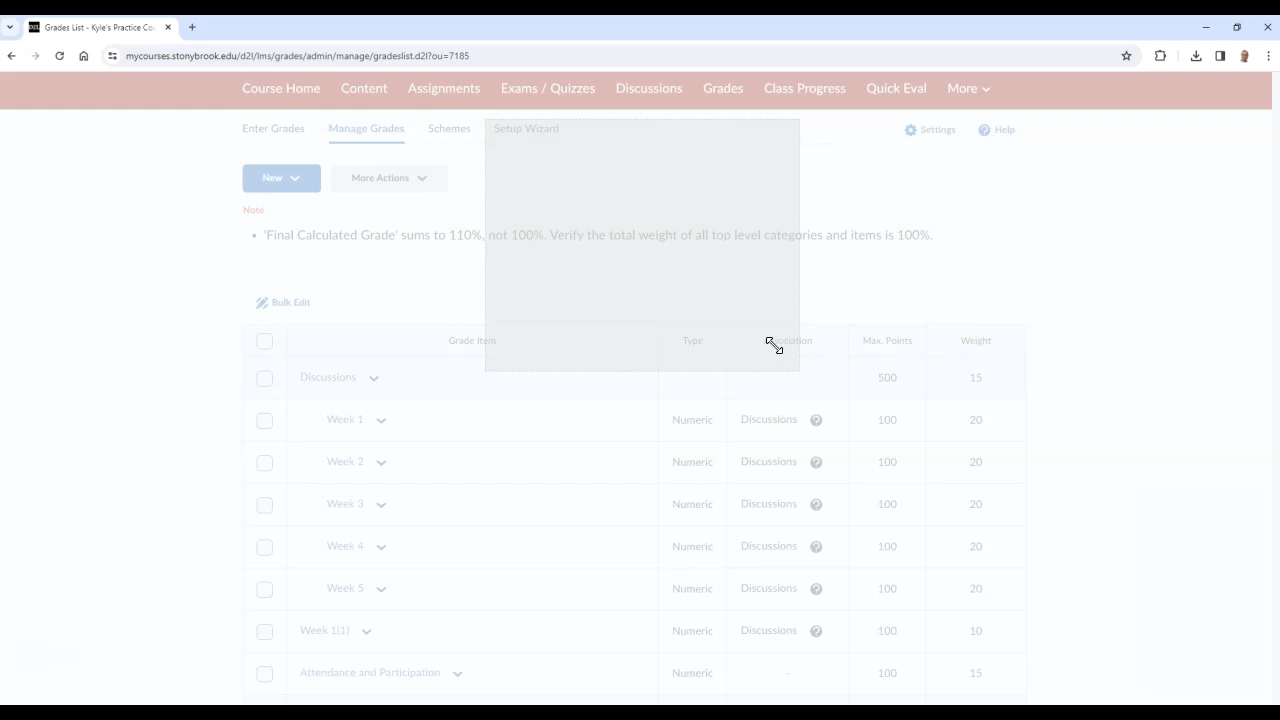 Grades List - Kyle's Practice Co
mycourses.stonybrook.edu/d2l/lms/grades/admin/manage/gradeslist.d2l?ou=7185
Course Home Content Assignments Exams / Quizzes Discussions Grades Class Progress Quick Eval More
Enter Grades Manage Grades Schemes Setup Wizard Settings Help
New More Actions
Note
• 'Final Calculated Grade' sums to 110%, not 100%. Verify the total weight of all top level categories and items is 100%.
Bulk Edit
Grade Item Type Association Max. Points Weight
Discussions 500 15
Week 1 Numeric Discussions 100 20
Week 2 Numeric Discussions 100 20
Week 3 Numeric Discussions 100 20
Week 4 Numeric Discussions 100 20
Week 5 Numeric Discussions 100 20
Week 1(1) Numeric Discussions 100 10
Attendance and Participation Numeric - 100 15